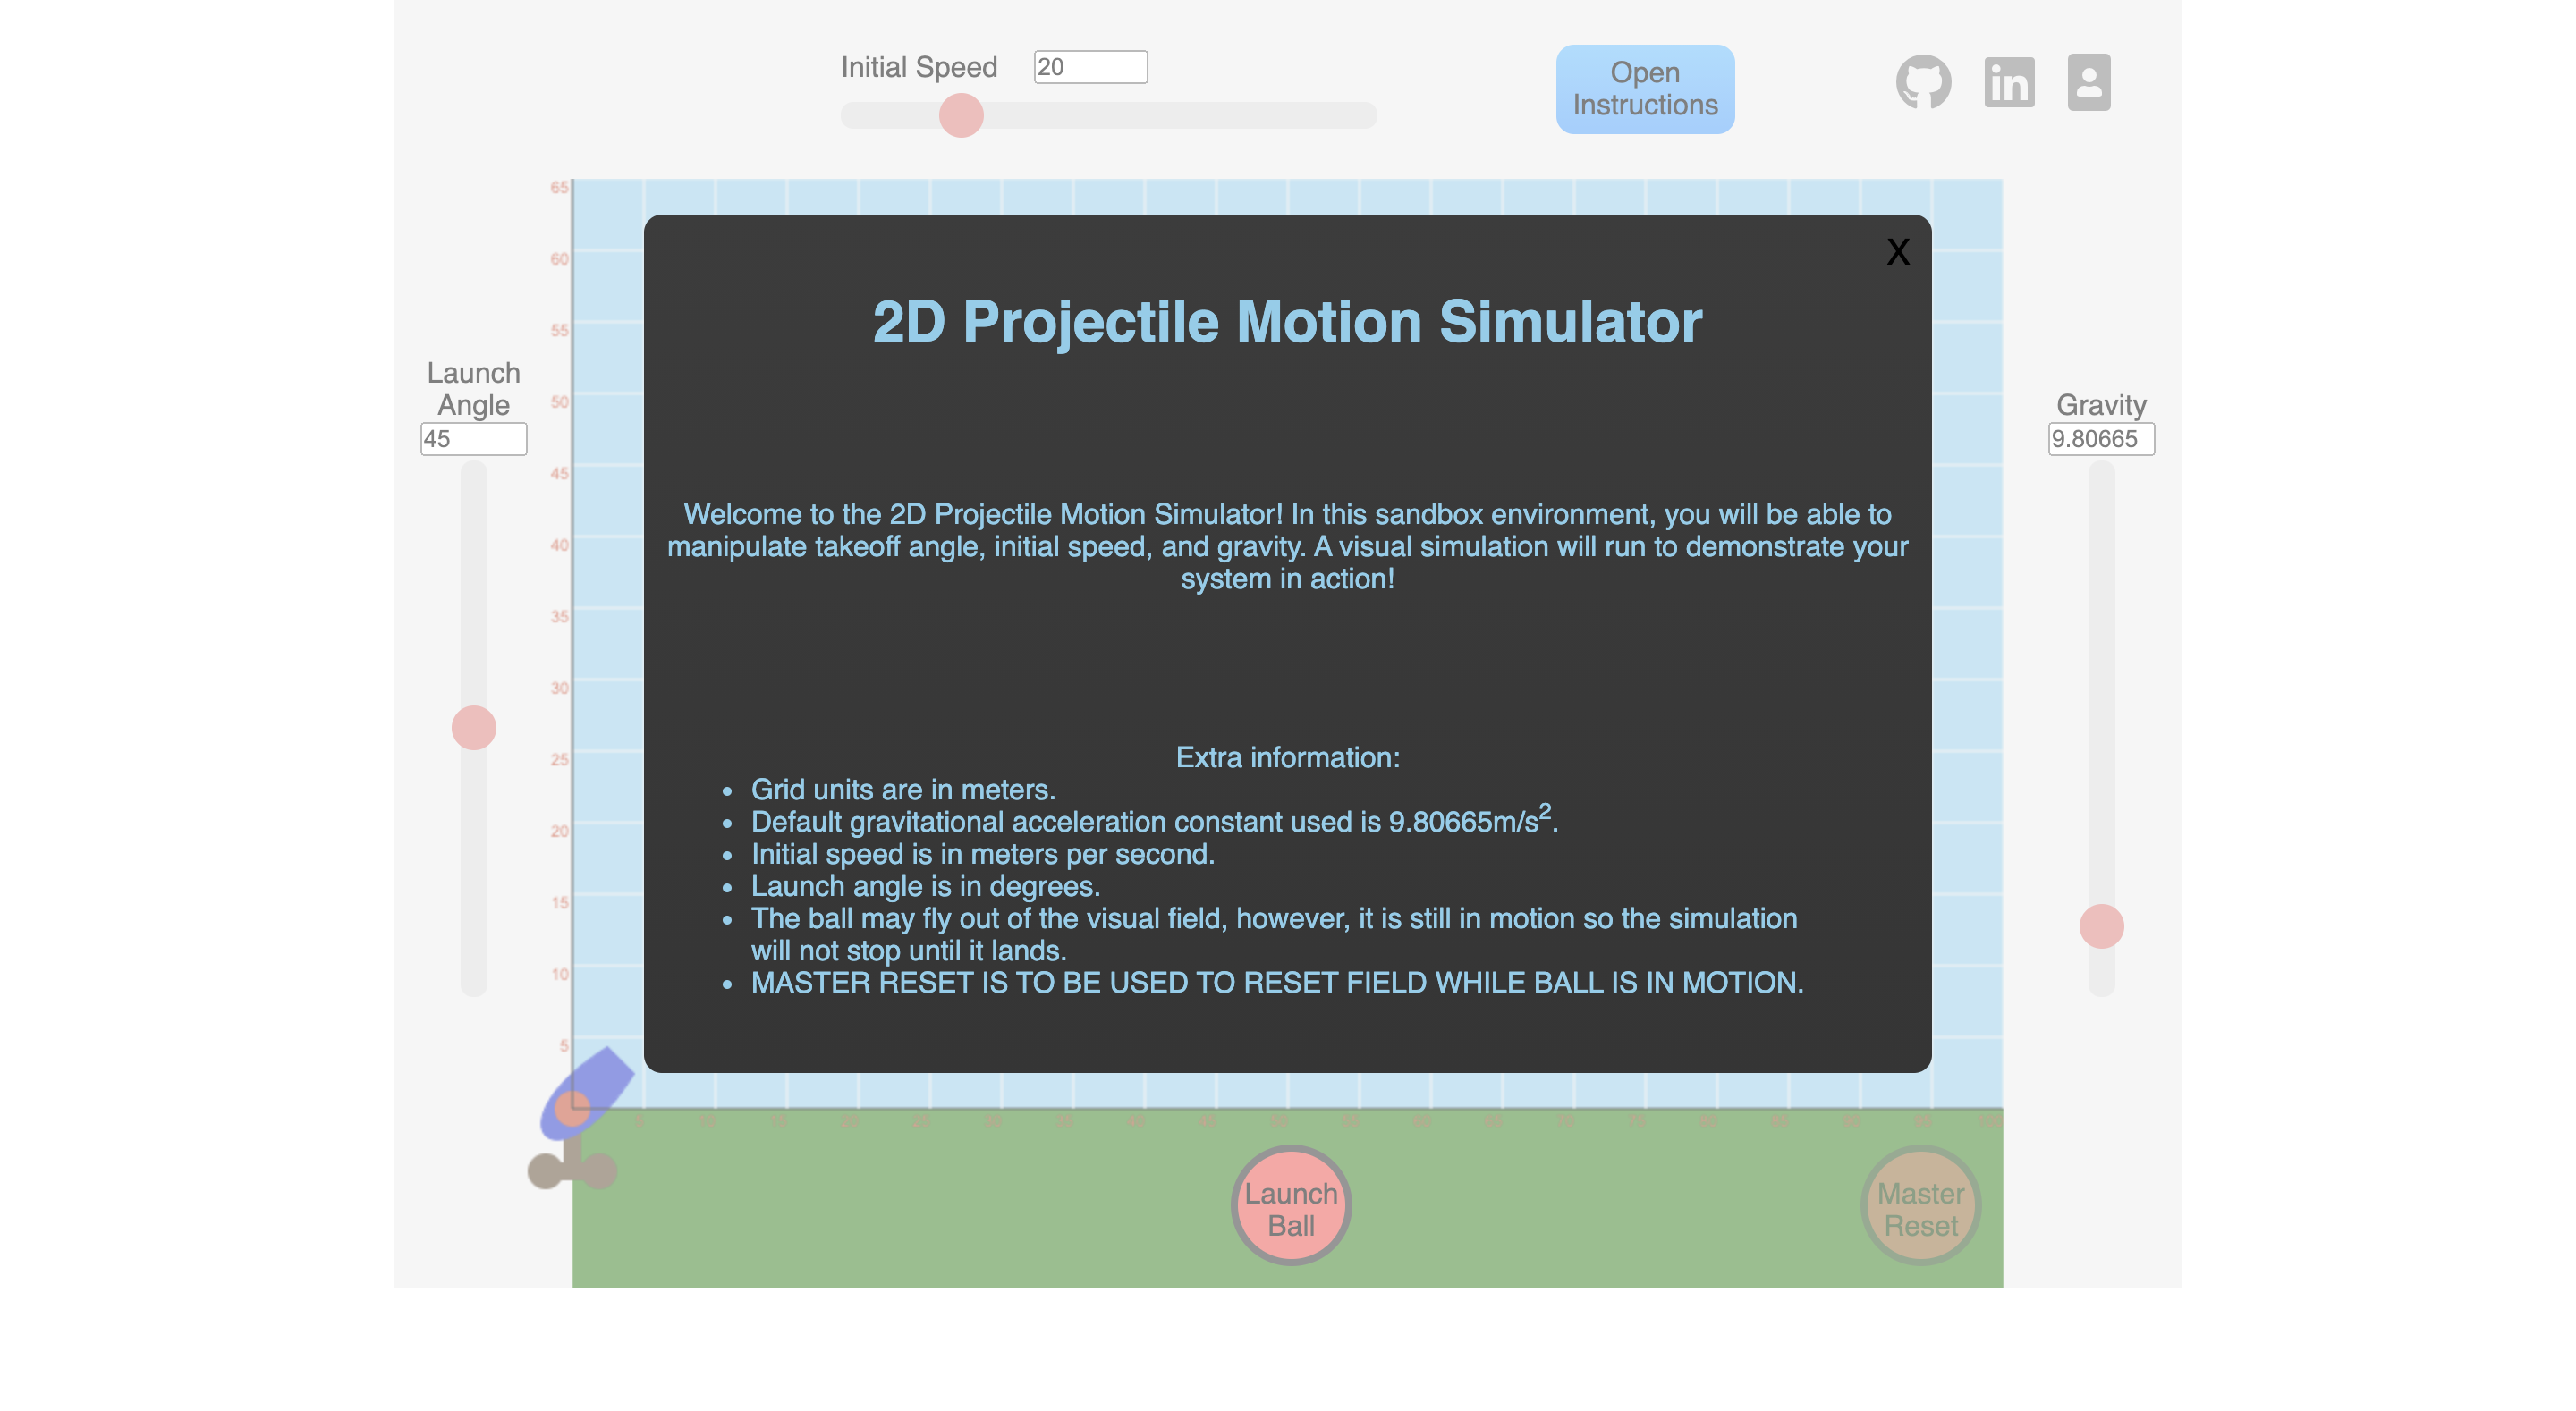 Initial Speed 20
Open
Instructions
in
65
60
55
50
45
40
35
30
25
20
15
10
5
Launch
Angle
45
Gravity
9.80665
X
2D Projectile Motion Simulator
Welcome to the 2D Projectile Motion Simulator! In this sandbox environment, you will be able to
manipulate takeoff angle, initial speed, and gravity. A visual simulation will run to demonstrate your
system in action!
Extra information:
• Grid units are in meters.
• Default gravitational acceleration constant used is 9.80665m/s².
• Initial speed is in meters per second.
• Launch angle is in degrees.
• The ball may fly out of the visual field, however, it is still in motion so the simulation
will not stop until it lands.
• MASTER RESET IS TO BE USED TO RESET FIELD WHILE BALL IS IN MOTION.
Launch
Ball
Master
Reset